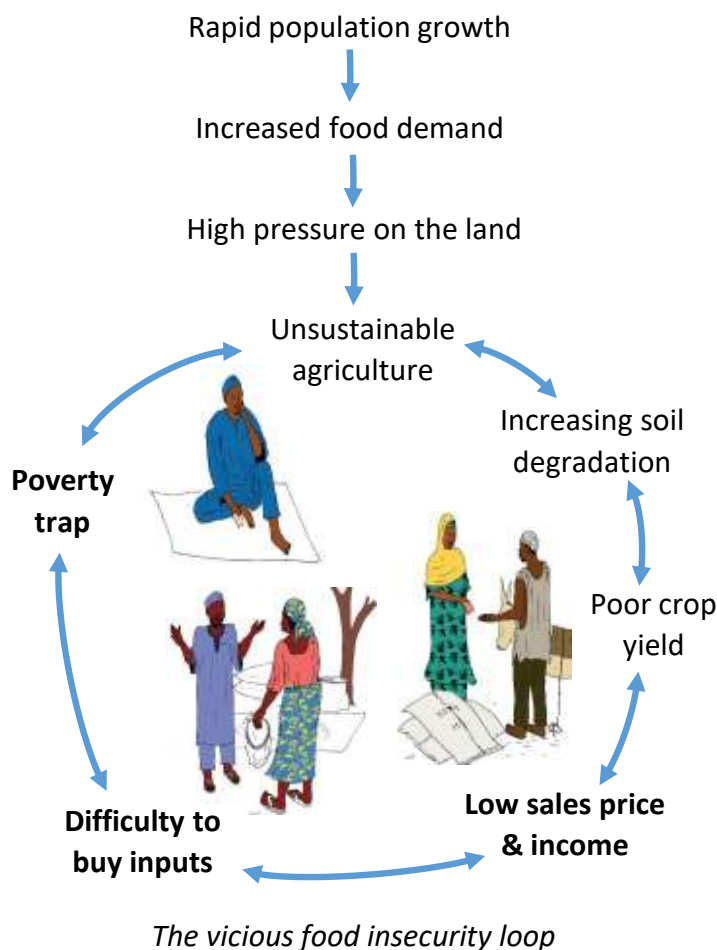 Rapid population growth
Increased food demand
High pressure on the land
Unsustainable
agriculture
Increasing soil
degradation
Poor crop
yield
Low sales price
& income
Difficulty to
buy inputs
Poverty
trap
The vicious food insecurity loop